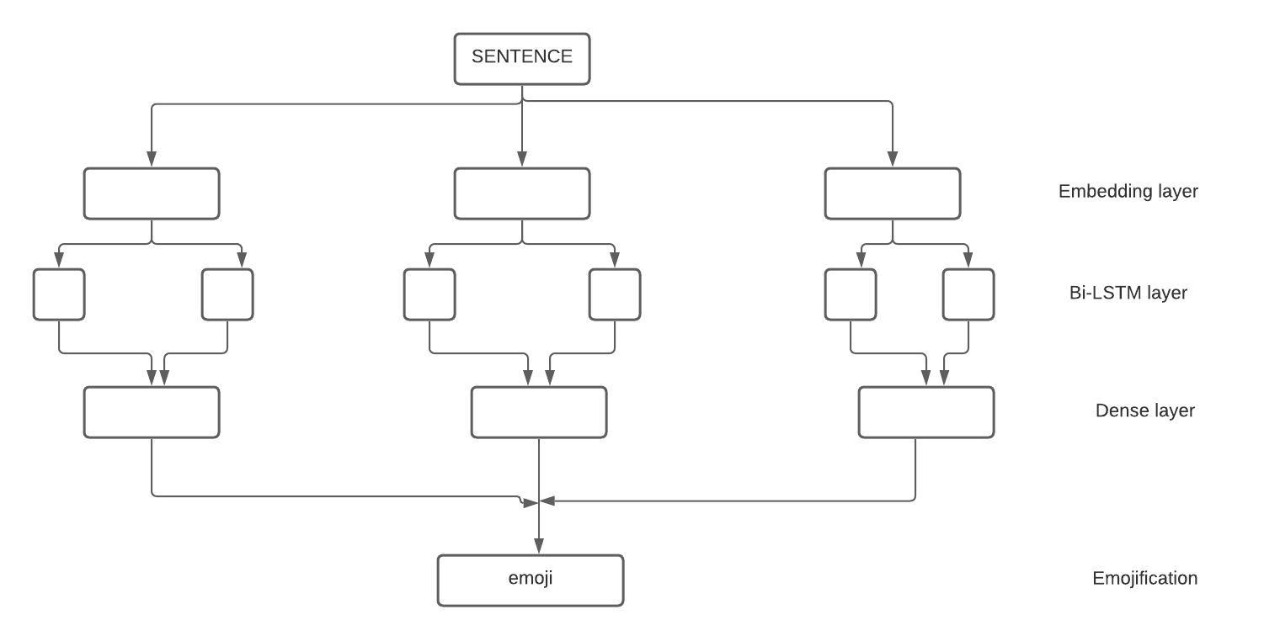 SENTENCE
Embedding layer
Bi-LSTM layer
Dense layer
emoji
Emojification